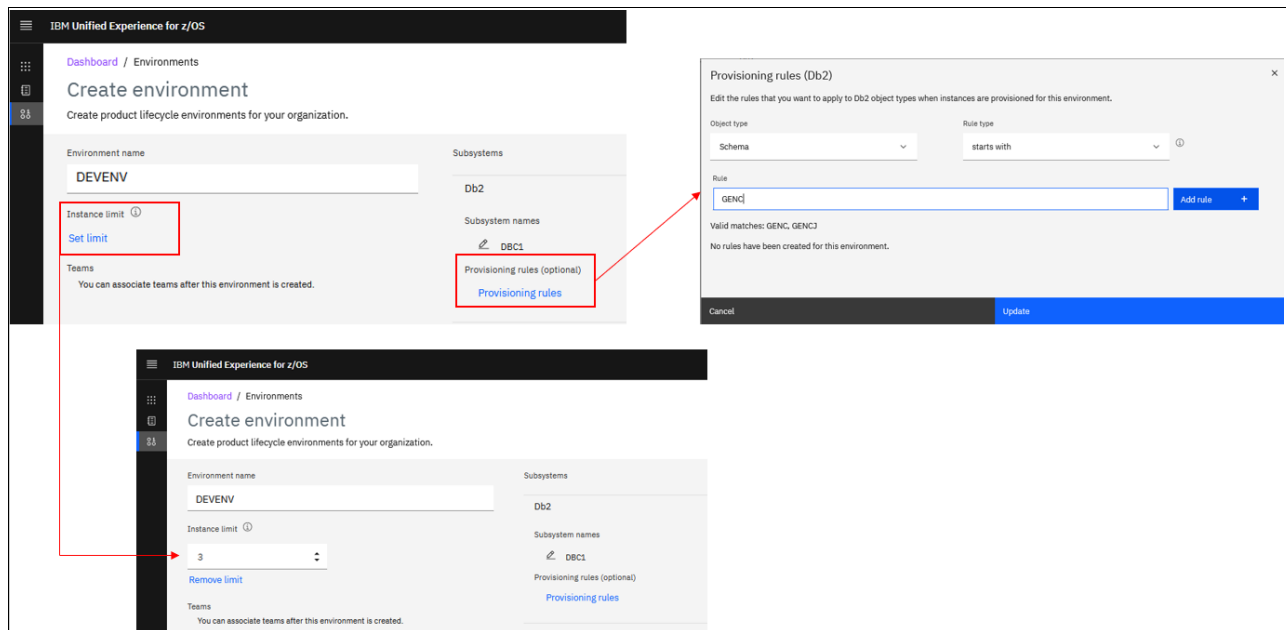 IBM Unified Experience for z/OS
Dashboard / Environments
Create environment
Create product lifecycle environments for your organization.
Environment name
DEVENV
Instance limit
Set limit
Teams
You can associate teams after this environment is created.
Subsystems
Db2
Subsystem names
DBC1
Provisioning rules (optional)
Provisioning rules
Provisioning rules (Db2)
Edit the rules that you want to apply to Db2 object types when instances are provisioned for this environment.
Object type
Schema
Rule type
starts with
Rule
GENC
Add rule +
Valid matches: GENC, GENCJ
No rules have been created for this environment.
Cancel
Update
IBM Unified Experience for z/OS
Dashboard / Environments
Create environment
Create product lifecycle environments for your organization.
Environment name
DEVENV
Instance limit
3
Remove limit
Teams
You can associate teams after this environment is created.
Subsystems
Db2
Subsystem names
DBC1
Provisioning rules (optional)
Provisioning rules